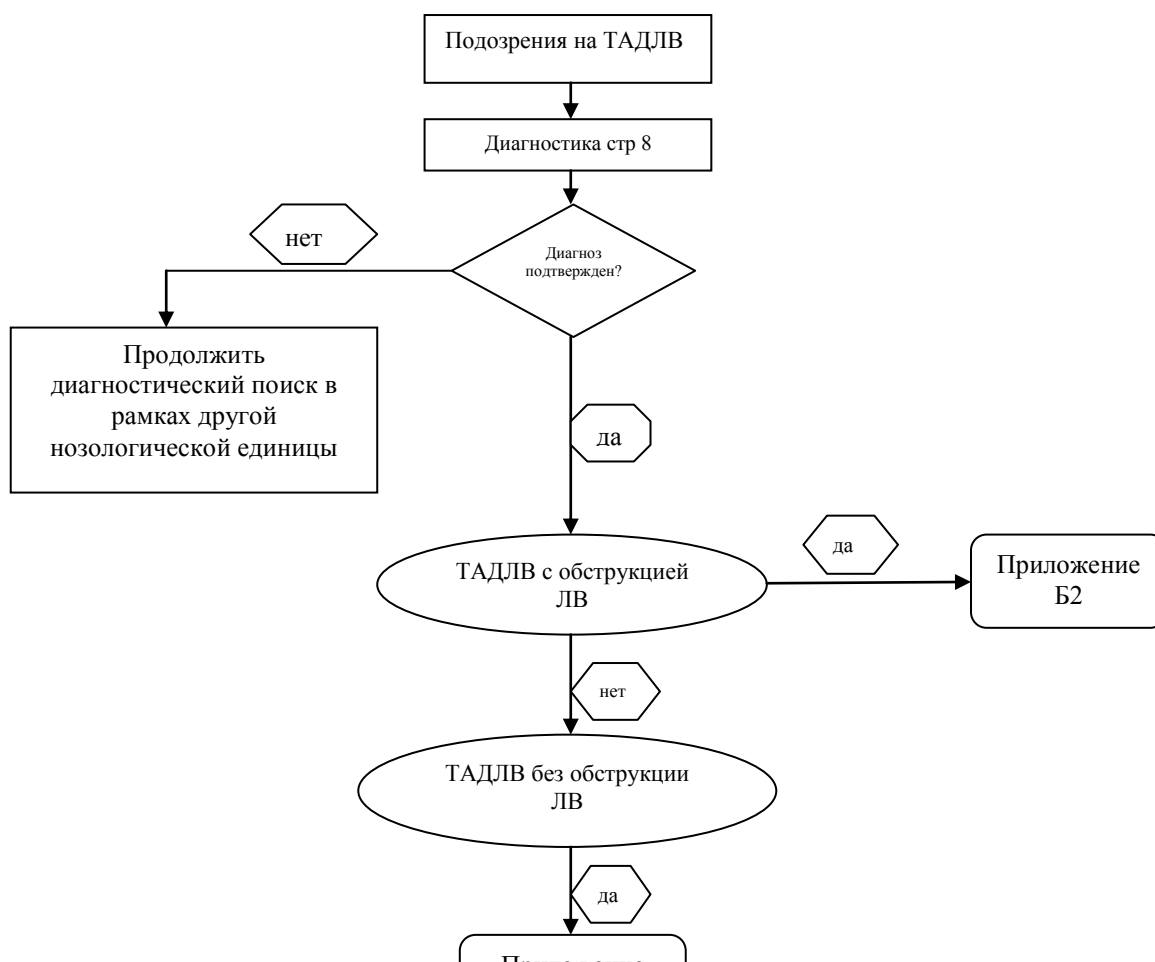 Подозрения на ТАДЛВ
Диагностика стр 8
Диагноз
подтвержден?
нет
Продолжить
диагностический поиск в
рамках другой
нозологической единицы
да
ТАДЛВ с обструкцией
ЛВ
да
Приложение
Б2
нет
ТАДЛВ без обструкции
ЛВ
да